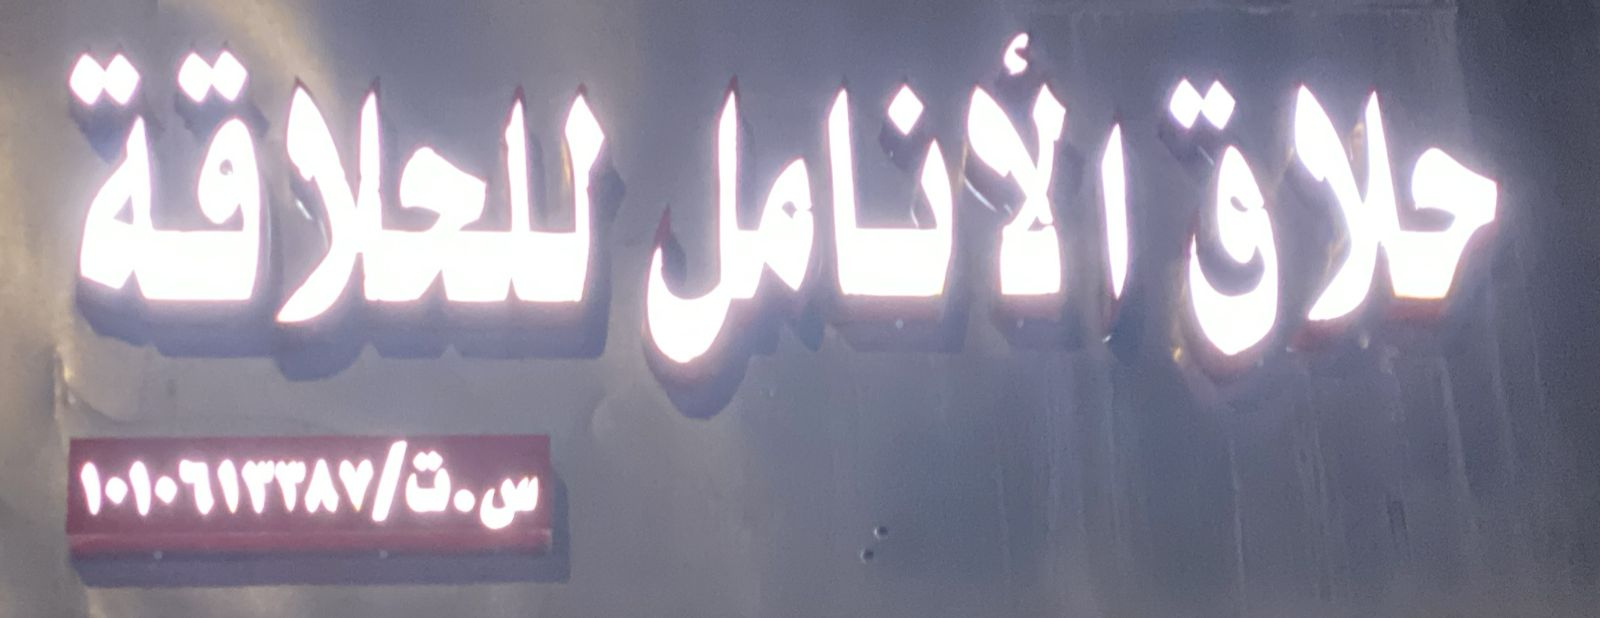 حلاق الأنامل للحلاقة
س.ت/١٠١٠٦١٣٣٨٧